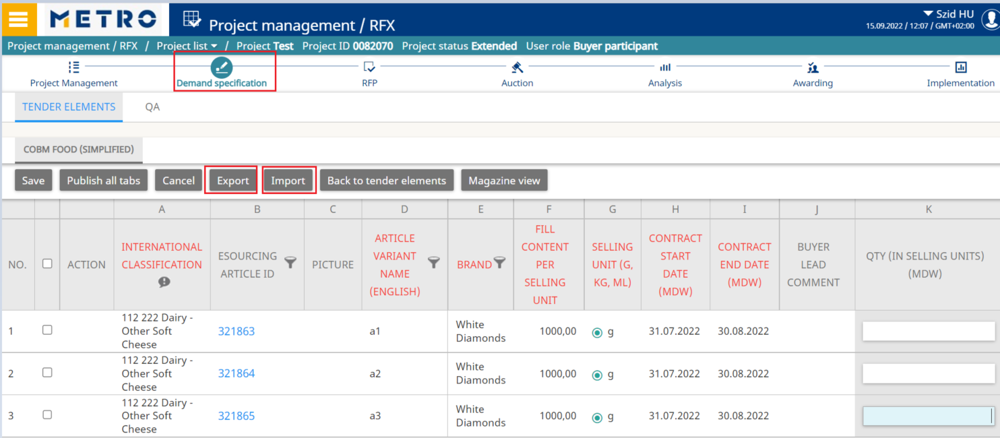 METRO
Project management / RFX
Szid HU
15.09.2022 / 12:07 / GMT+02:00
Project management / RFX / Project list / Project Test Project ID 0082070 Project status Extended User role Buyer participant
Project Management
Demand specification
RFP
Auction
Analysis
Awarding
Implementation
TENDER ELEMENTS QA
COBM FOOD (SIMPLIFIED)
Save Publish all tabs Cancel Export Import Back to tender elements Magazine view
A B C D E F G H I J K
NO.
ACTION
INTERNATIONAL
CLASSIFICATION
ESOURCING
ARTICLE ID
PICTURE
ARTICLE
VARIANT
NAME
(ENGLISH)
BRAND
FILL
CONTENT
PER
SELLING
UNIT
SELLING
UNIT (G,
KG, ML)
CONTRACT
START
DATE
(MDW)
CONTRACT
END DATE
(MDW)
BUYER
LEAD
COMMENT
QTY (IN SELLING UNITS)
(MDW)
1
112 222 Dairy -
Other Soft
Cheese
321863
a1
White
Diamonds
1000,00
g
31.07.2022
30.08.2022
2
112 222 Dairy -
Other Soft
Cheese
321864
a2
White
Diamonds
1000,00
g
31.07.2022
30.08.2022
3
112 222 Dairy -
Other Soft
Cheese
321865
a3
White
Diamonds
1000,00
g
31.07.2022
30.08.2022